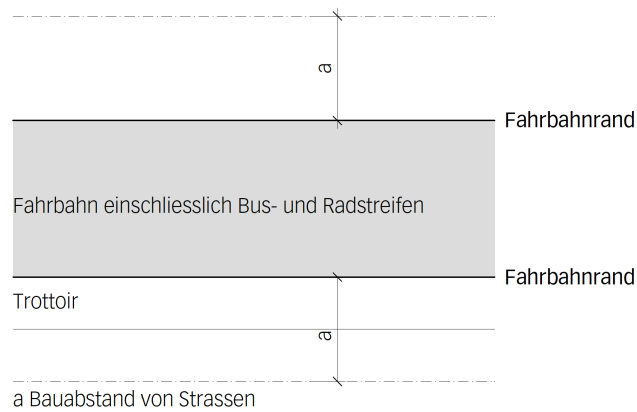 a
Fahrbahnrand
Fahrbahn einschliesslich Bus- und Radstreifen
Fahrbahnrand
Trottoir
a
a Bauabstand von Strassen